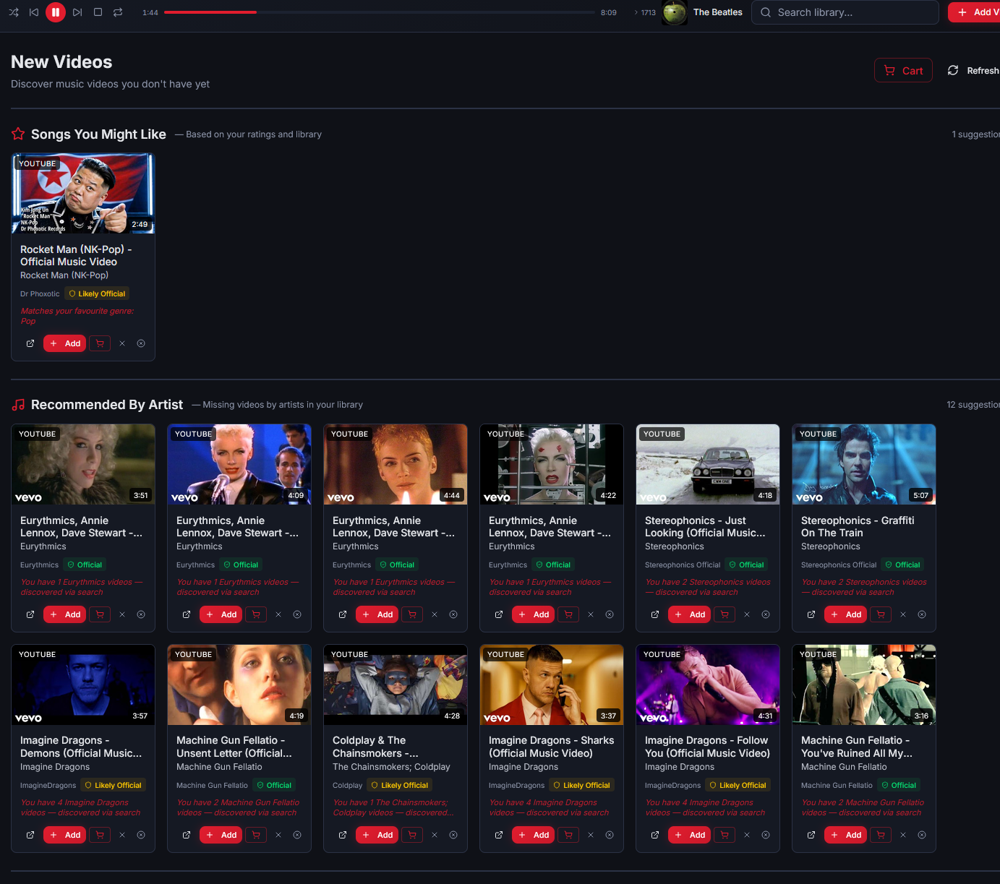 1:44
8:09
1713
The Beatles
Search library...
Add V
New Videos
Discover music videos you don't have yet
Cart
Refresh
Songs You Might Like
— Based on your ratings and library
1 suggestion
YOUTUBE
Kim Jong Un
"Rocket Man"
NK-Pop
Dr Phoxotic Records
2:49
Rocket Man (NK-Pop) -
Official Music Video
Rocket Man (NK-Pop)
Dr Phoxotic
Likely Official
Matches your favourite genre:
Pop
Add
Recommended By Artist
— Missing videos by artists in your library
12 suggestion
YOUTUBE
vevo
3:51
Eurythmics, Annie
Lennox, Dave Stewart -...
Eurythmics
Eurythmics
Official
You have 1 Eurythmics videos —
discovered via search
Add
YOUTUBE
vevo
4:09
Eurythmics, Annie
Lennox, Dave Stewart -...
Eurythmics
Eurythmics
Official
You have 1 Eurythmics videos —
discovered via search
Add
YOUTUBE
vevo
4:44
Eurythmics, Annie
Lennox, Dave Stewart -...
Eurythmics
Eurythmics
Official
You have 1 Eurythmics videos —
discovered via search
Add
YOUTUBE
vevo
4:22
Eurythmics, Annie
Lennox, Dave Stewart -...
Eurythmics
Eurythmics
Official
You have 1 Eurythmics videos —
discovered via search
Add
YOUTUBE
CWM ONE
vevo
4:18
Stereophonics - Just
Looking (Official Music...
Stereophonics
Stereophonics Official
Official
You have 2 Stereophonics videos
— discovered via search
Add
YOUTUBE
vevo
5:07
Stereophonics - Graffiti
On The Train
Stereophonics
Stereophonics Official
Official
You have 2 Stereophonics videos
— discovered via search
Add
YOUTUBE
vevo
3:57
Imagine Dragons -
Demons (Official Music...
Imagine Dragons
ImagineDragons
Likely Official
You have 4 Imagine Dragons
videos — discovered via search
Add
YOUTUBE
4:19
Machine Gun Fellatio -
Unsent Letter (Official...
Machine Gun Fellatio
Machine Gun Fellatio
Official
You have 2 Machine Gun Fellatio
videos — discovered via search
Add
YOUTUBE
4:28
Coldplay & The
Chainsmokers -...
The Chainsmokers; Coldplay
Coldplay
Likely Official
You have 1 The Chainsmokers;
Coldplay videos — discovered...
Add
YOUTUBE
vevo
3:37
Imagine Dragons - Sharks
(Official Music Video)
Imagine Dragons
ImagineDragons
Likely Official
You have 4 Imagine Dragons
videos — discovered via search
Add
YOUTUBE
vevo
4:31
Imagine Dragons - Follow
You (Official Music Video)
Imagine Dragons
ImagineDragons
Likely Official
You have 4 Imagine Dragons
videos — discovered via search
Add
YOUTUBE
3:16
Machine Gun Fellatio -
You've Ruined All My...
Machine Gun Fellatio
Machine Gun Fellatio
Official
You have 2 Machine Gun Fellatio
videos — discovered via search
Add